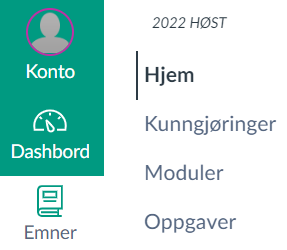 Konto
Dashbord
Emner
2022 HØST
Hjem
Kunngjøringer
Moduler
Oppgaver